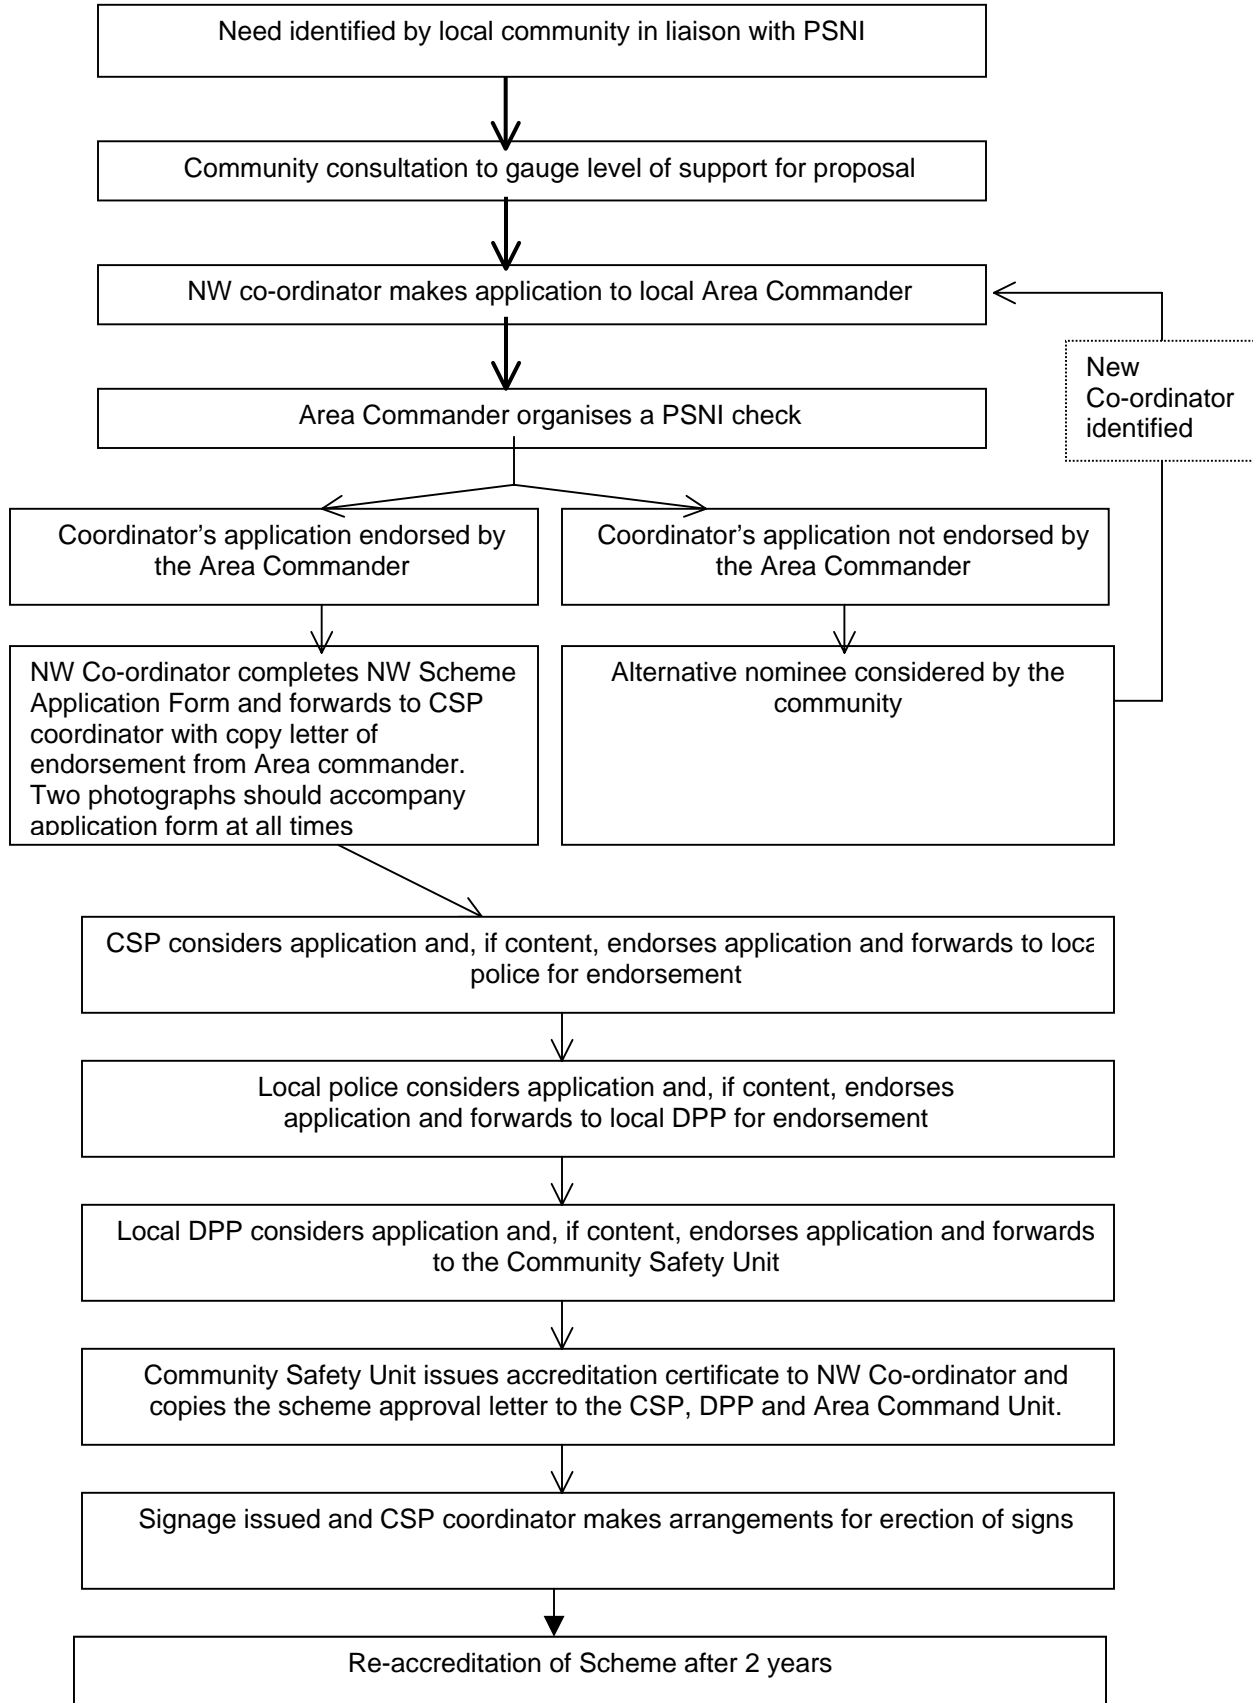 Need identified by local community in liaison with PSNI
Community consultation to gauge level of support for proposal
NW co-ordinator makes application to local Area Commander
New
Co-ordinator
identified
Area Commander organises a PSNI check
Coordinator’s application endorsed by
the Area Commander
Coordinator’s application not endorsed by
the Area Commander
NW Co-ordinator completes NW Scheme
Application Form and forwards to CSP
coordinator with copy letter of
endorsement from Area commander.
Two photographs should accompany
application form at all times
Alternative nominee considered by the
community
CSP considers application and, if content, endorses application and forwards to loca
police for endorsement
Local police considers application and, if content, endorses
application and forwards to local DPP for endorsement
Local DPP considers application and, if content, endorses application and forwards
to the Community Safety Unit
Community Safety Unit issues accreditation certificate to NW Co-ordinator and
copies the scheme approval letter to the CSP, DPP and Area Command Unit.
Signage issued and CSP coordinator makes arrangements for erection of signs
Re-accreditation of Scheme after 2 years